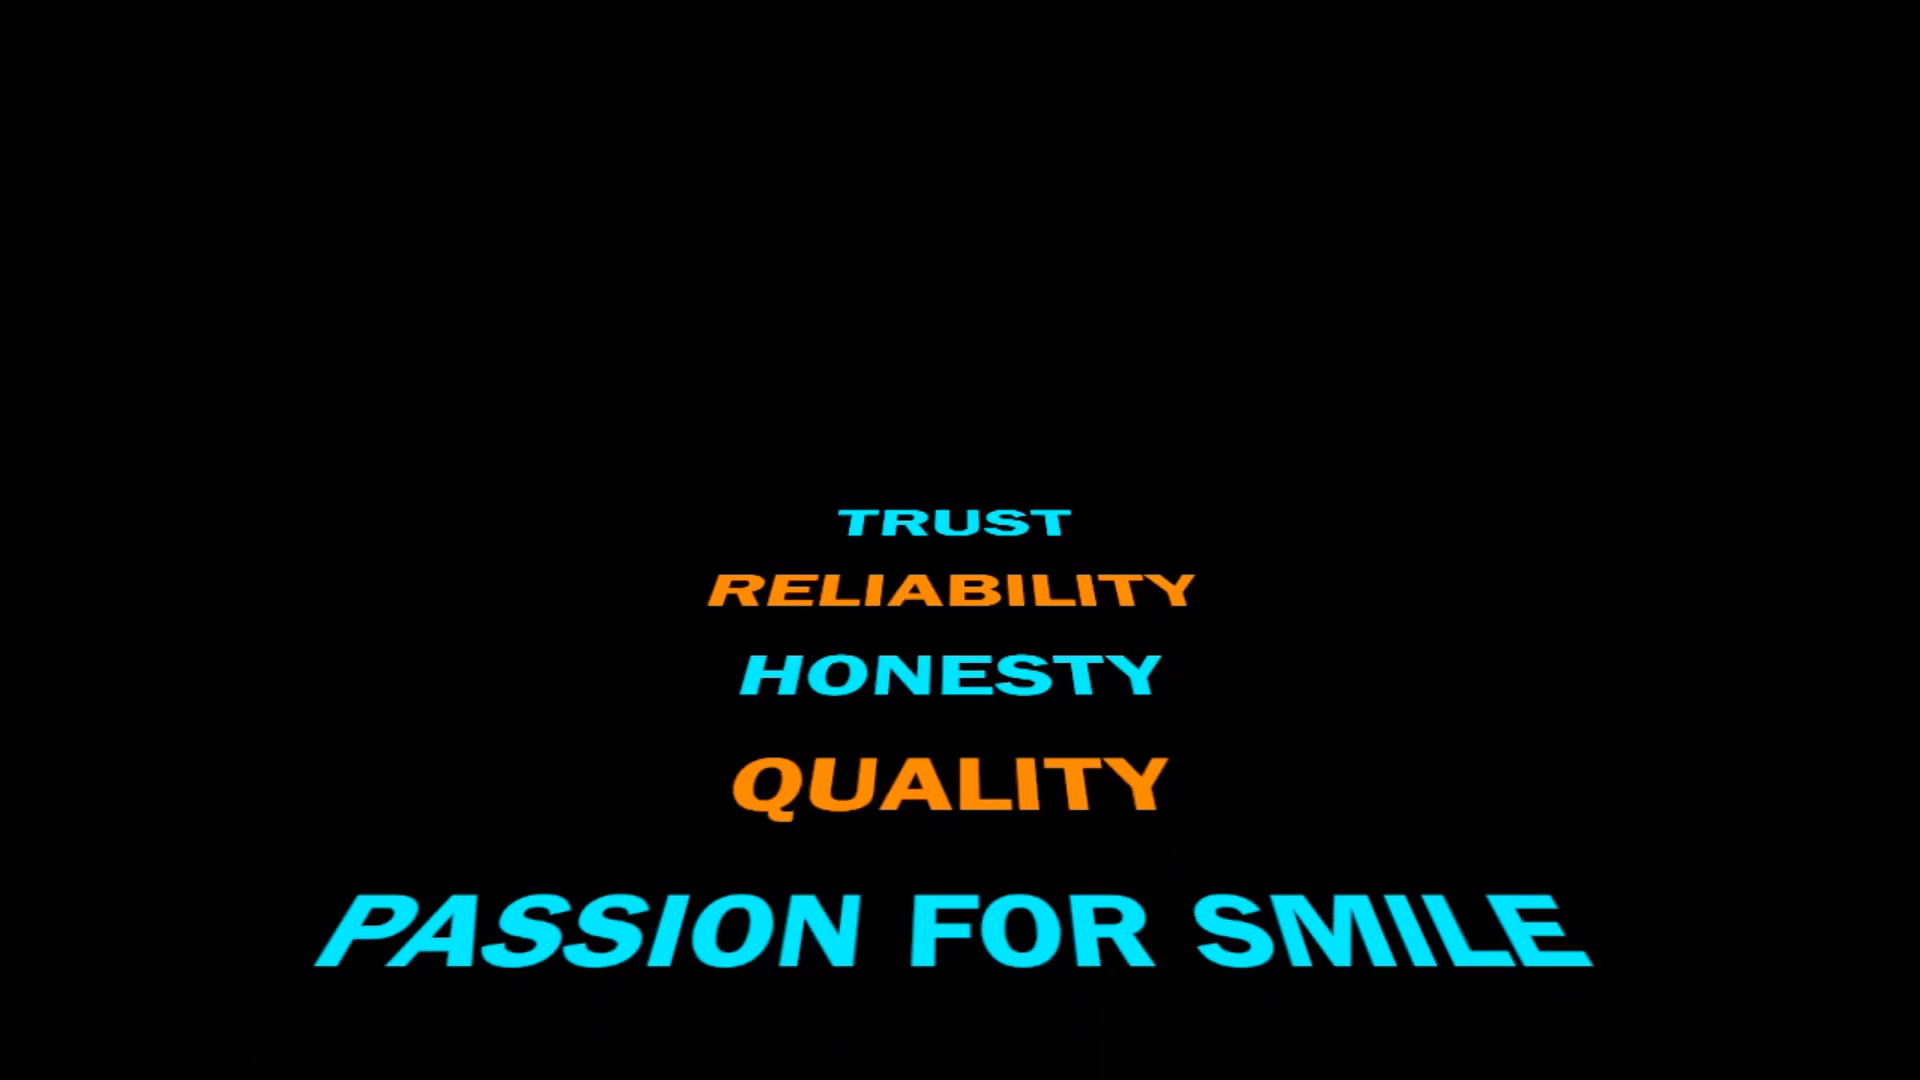 TRUST
RELIABILITY
HONESTY
QUALITY
PASSION FOR SMILE